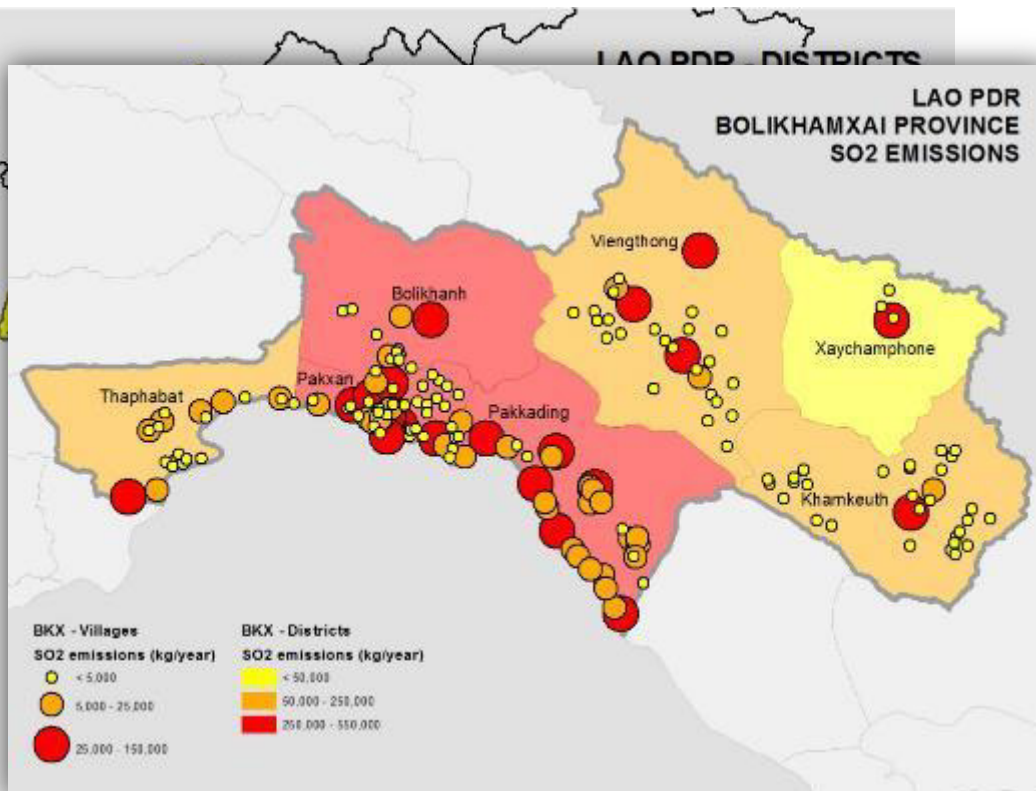 LAO PDR - DISTRICTS
LAO PDR
BOLIKHAMXAI PROVINCE
SO2 EMISSIONS
Viengthong
Bolikhanh
Xaychamphone
Thaphabat
Pakxan
Pakkading
Khamkeuth
BKX - Villages
SO2 emissions (kg/year)
< 5,000
5,000 - 25,000
25,000 - 150,000
BKX - Districts
SO2 emissions (kg/year)
< 50,000
50,000 - 250,000
250,000 - 550,000